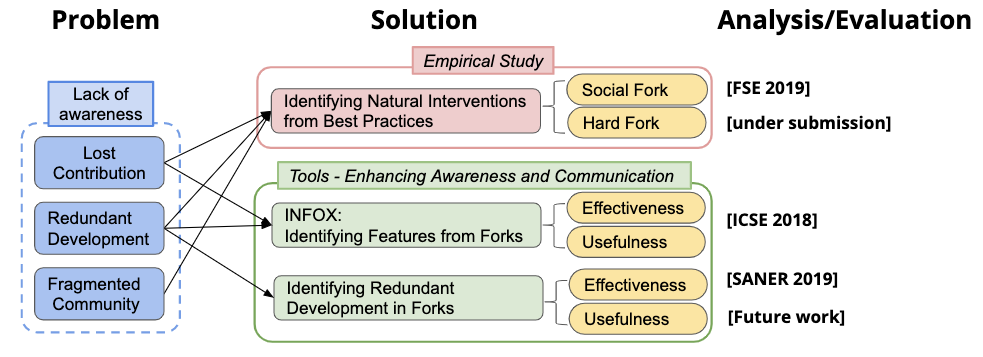 Problem
Solution
Analysis/Evaluation
Lack of
awareness
Lost
Contribution
Redundant
Development
Fragmented
Community
Empirical Study
Identifying Natural Interventions
from Best Practices
Social Fork
Hard Fork
[FSE 2019]
[under submission]
Tools - Enhancing Awareness and Communication
INFOX:
Identifying Features from Forks
Effectiveness
Usefulness
[ICSE 2018]
Identifying Redundant
Development in Forks
Effectiveness
Usefulness
[SANER 2019]
[Future work]